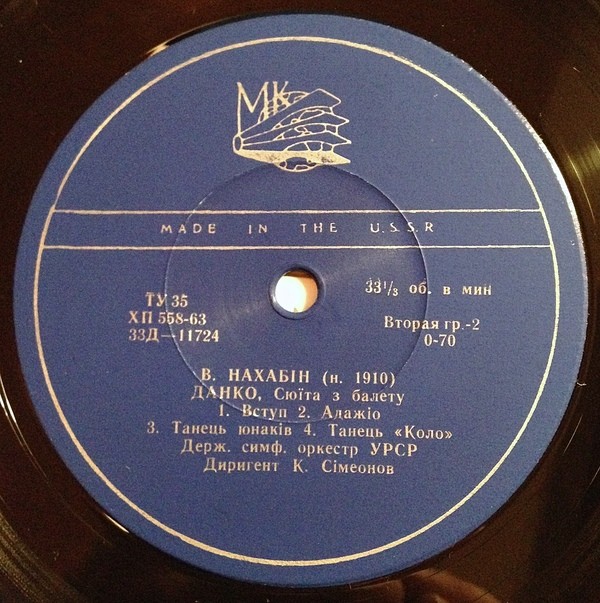 МК
MADE IN THE U.S.S.R
ТУ 35
ХП 558-63
33Д—11724
33⅓ об. в мин
Вторая гр.-2
0-70
В. НАХАБІН (н. 1910)
ДАНКО, Сюїта з балету
1. Вступ 2. Адажіо
3. Танець юнаків 4. Танець «Коло»
Держ. симф. оркестр УРСР
Диригент К. Сімеонов